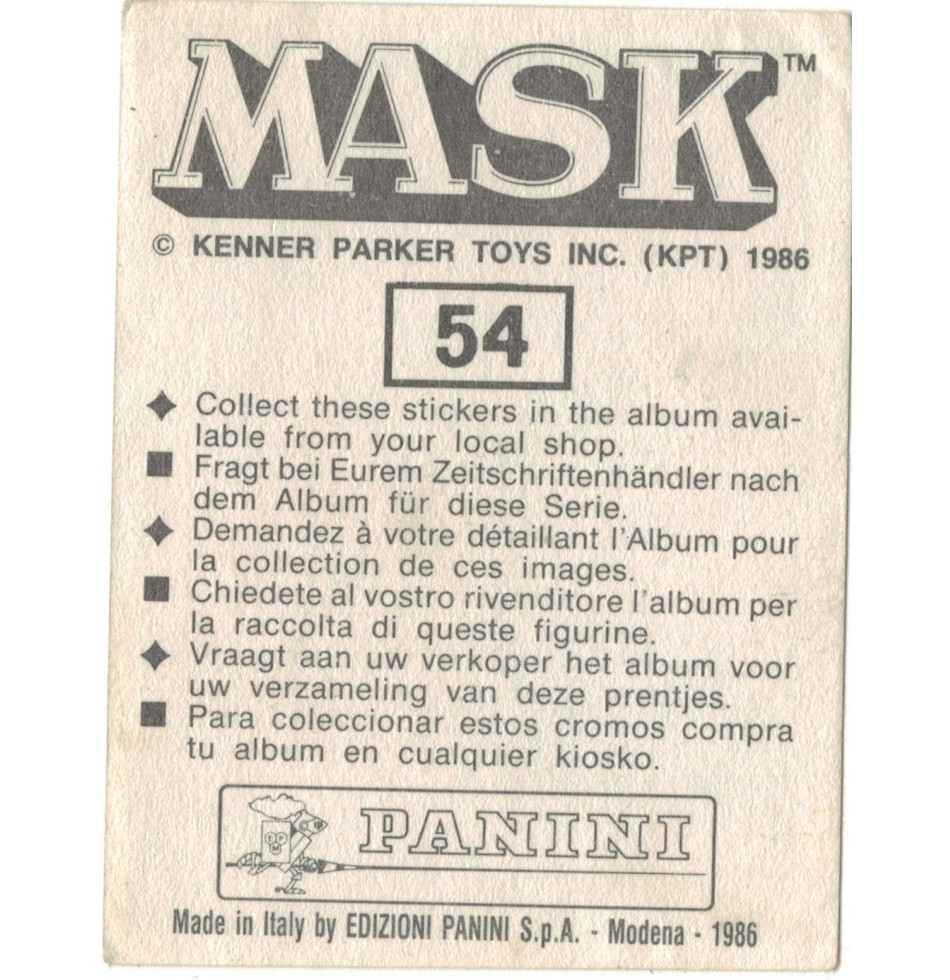 MASK™
© KENNER PARKER TOYS INC. (KPT) 1986
54
Collect these stickers in the album avai-
lable from your local shop.
Fragt bei Eurem Zeitschriftenhändler nach
dem Album für diese Serie.
Demandez à votre détaillant l'Album pour
la collection de ces images.
Chiedete al vostro rivenditore l'album per
la raccolta di queste figurine.
Vraagt aan uw verkoper het album voor
uw verzameling van deze prentjes.
Para coleccionar estos cromos compra
tu album en cualquier kiosko.
PANINI
Made in Italy by EDIZIONI PANINI S.p.A. - Modena - 1986